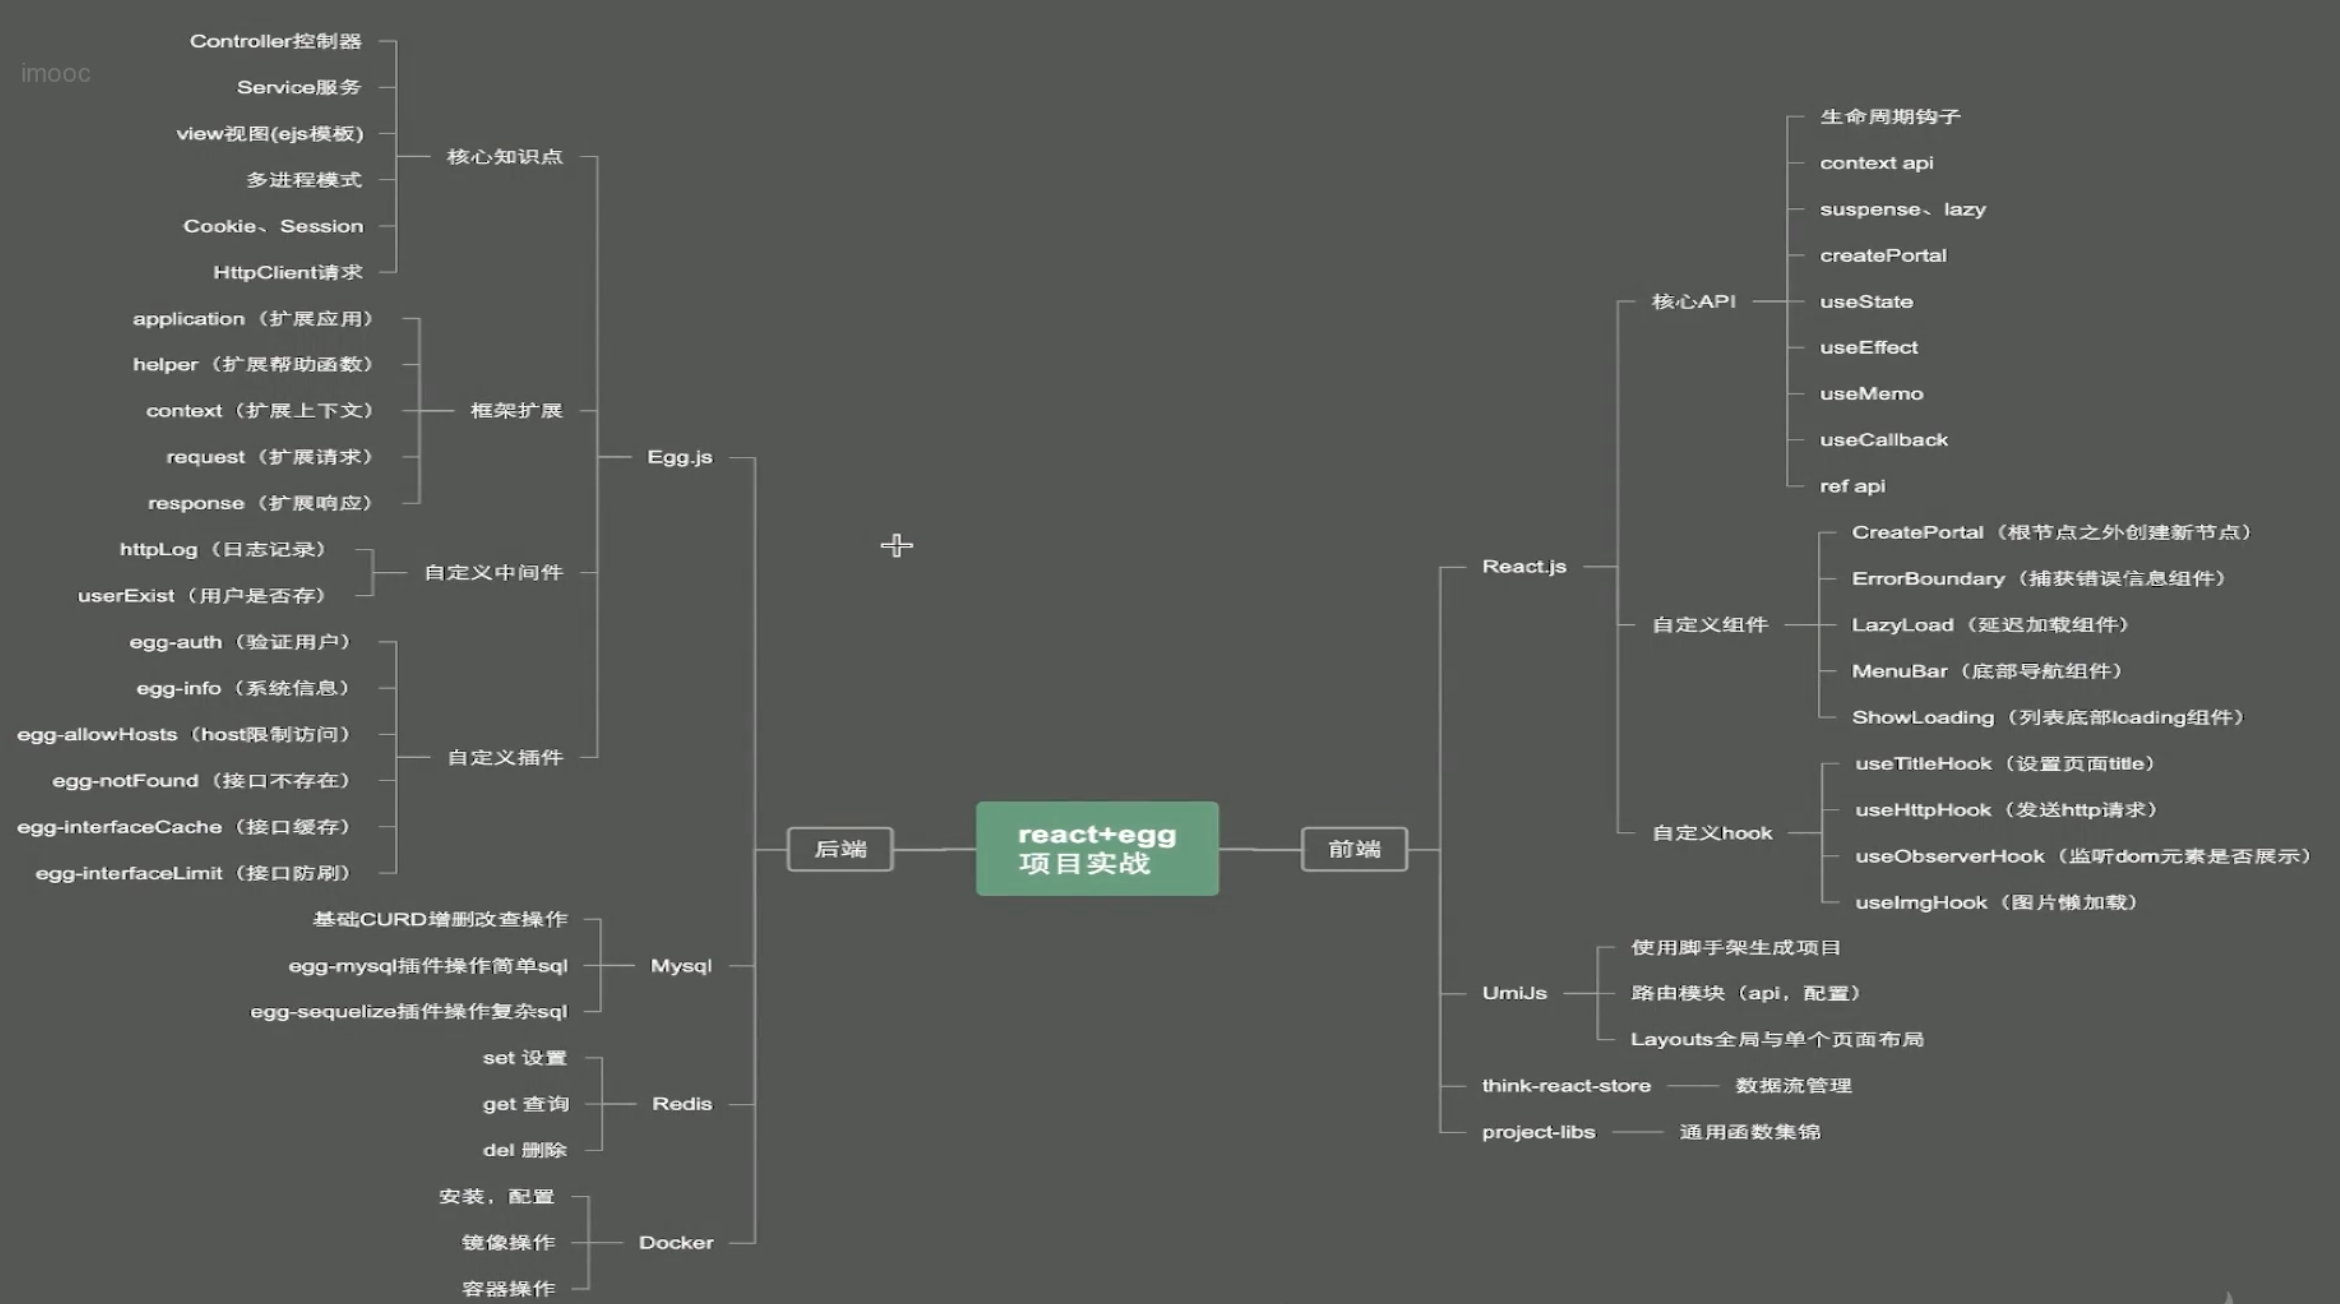 imooc
Controller控制器
Service服务
view视图(ejs模板)
多进程模式
Cookie、Session
HttpClient请求
核心知识点
application（扩展应用）
helper（扩展帮助函数）
context（扩展上下文）
request（扩展请求）
response（扩展响应）
框架扩展
httpLog（日志记录）
userExist（用户是否存）
自定义中间件
egg-auth（验证用户）
egg-info（系统信息）
egg-allowHosts（host限制访问）
egg-notFound（接口不存在）
egg-interfaceCache（接口缓存）
egg-interfaceLimit（接口防刷）
自定义插件
Egg.js
基础CURD增删改查操作
egg-mysql插件操作简单sql
egg-sequelize插件操作复杂sql
Mysql
set 设置
get 查询
del 删除
Redis
安装，配置
镜像操作
容器操作
Docker
后端
react+egg
项目实战
前端
React.js
核心API
生命周期钩子
context api
suspense、lazy
createPortal
useState
useEffect
useMemo
useCallback
ref api
自定义组件
CreatePortal（根节点之外创建新节点）
ErrorBoundary（捕获错误信息组件）
LazyLoad（延迟加载组件）
MenuBar（底部导航组件）
ShowLoading（列表底部loading组件）
自定义hook
useTitleHook（设置页面title）
useHttpHook（发送http请求）
useObserverHook（监听dom元素是否展示）
useImgHook（图片懒加载）
UmiJs
使用脚手架生成项目
路由模块（api，配置）
Layouts全局与单个页面布局
think-react-store
数据流管理
project-libs
通用函数集锦